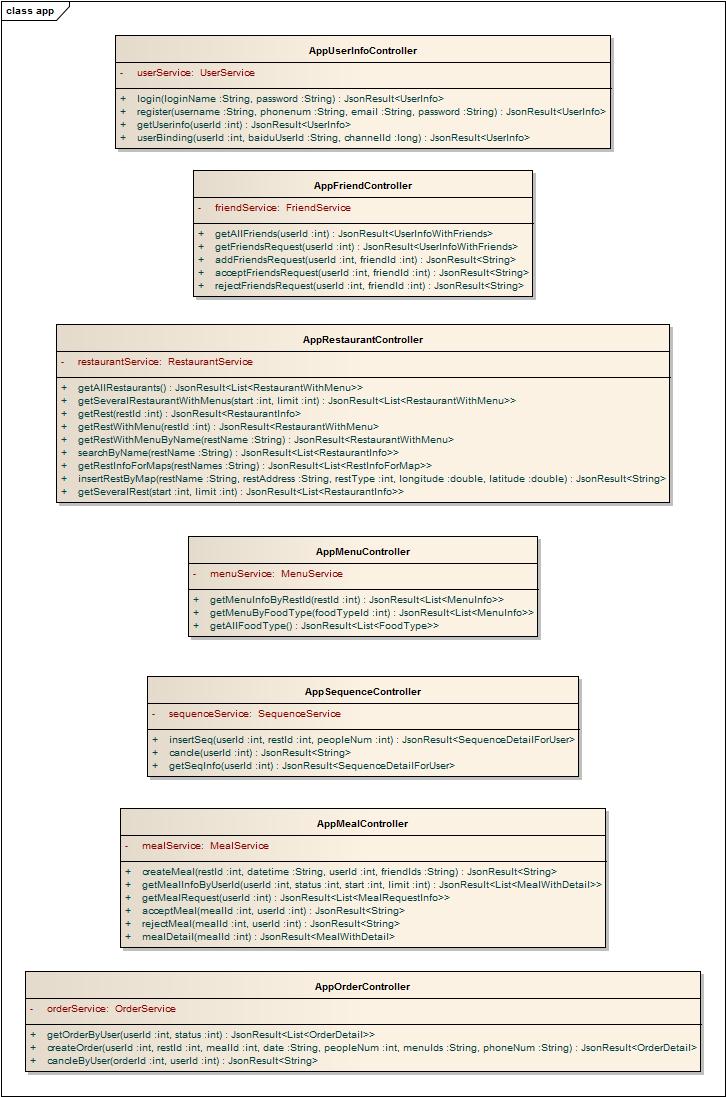 class app
AppUserInfoController
- userService: UserService
+ login(loginName :String, password :String) : JsonResult<UserInfo>
+ register(username :String, phonenum :String, email :String, password :String) : JsonResult<UserInfo>
+ getUserinfo(userId :int) : JsonResult<UserInfo>
+ userBinding(userId :int, baiduUserId :String, channelId :long) : JsonResult<UserInfo>
AppFriendController
- friendService: FriendService
+ getAllFriends(userId :int) : JsonResult<UserInfoWithFriends>
+ getFriendsRequest(userId :int) : JsonResult<UserInfoWithFriends>
+ addFriendsRequest(userId :int, friendId :int) : JsonResult<String>
+ acceptFriendsRequest(userId :int, friendId :int) : JsonResult<String>
+ rejectFriendsRequest(userId :int, friendId :int) : JsonResult<String>
AppRestaurantController
- restaurantService: RestaurantService
+ getAllRestaurants() : JsonResult<List<RestaurantWithMenu>>
+ getSeveralRestaurantWithMenus(start :int, limit :int) : JsonResult<List<RestaurantWithMenu>>
+ getRest(restId :int) : JsonResult<RestaurantInfo>
+ getRestWithMenu(restId :int) : JsonResult<RestaurantWithMenu>
+ getRestWithMenuByName(restName :String) : JsonResult<RestaurantWithMenu>
+ searchByName(restName :String) : JsonResult<List<RestaurantInfo>>
+ getRestInfoForMaps(restNames :String) : JsonResult<List<RestInfoForMap>>
+ insertRestByMap(restName :String, restAddress :String, restType :int, longitude :double, latitude :double) : JsonResult<String>
+ getSeveralRest(start :int, limit :int) : JsonResult<List<RestaurantInfo>>
AppMenuController
- menuService: MenuService
+ getMenuInfoByRestId(restId :int) : JsonResult<List<MenuInfo>>
+ getMenuByFoodType(foodTypeId :int) : JsonResult<List<MenuInfo>>
+ getAllFoodType() : JsonResult<List<FoodType>>
AppSequenceController
- sequenceService: SequenceService
+ insertSeq(userId :int, restId :int, peopleNum :int) : JsonResult<SequenceDetailForUser>
+ cancle(userId :int) : JsonResult<String>
+ getSeqInfo(userId :int) : JsonResult<SequenceDetailForUser>
AppMealController
- mealService: MealService
+ createMeal(restId :int, datetime :String, userId :int, friendIds :String) : JsonResult<String>
+ getMealInfoByUserId(userId :int, status :int, start :int, limit :int) : JsonResult<List<MealWithDetail>>
+ getMealRequest(userId :int) : JsonResult<List<MealRequestInfo>>
+ acceptMeal(mealId :int, userId :int) : JsonResult<String>
+ rejectMeal(mealId :int, userId :int) : JsonResult<String>
+ mealDetail(mealId :int) : JsonResult<MealWithDetail>
AppOrderController
- orderService: OrderService
+ getOrderByUser(userId :int, status :int) : JsonResult<List<OrderDetail>>
+ createOrder(userId :int, restId :int, mealId :int, date :String, peopleNum :int, menuIds :String, phoneNum :String) : JsonResult<OrderDetail>
+ cancleByUser(orderId :int, userId :int) : JsonResult<String>